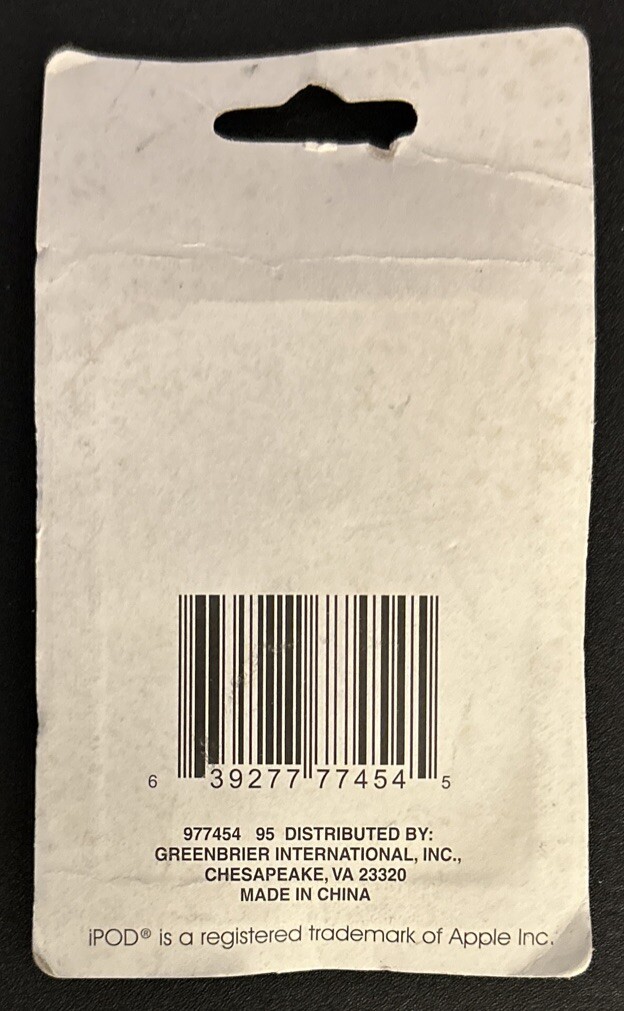 6 39277 77454 5
977454 95 DISTRIBUTED BY:
GREENBRIER INTERNATIONAL, INC.,
CHESAPEAKE, VA 23320
MADE IN CHINA
iPOD® is a registered trademark of Apple Inc.